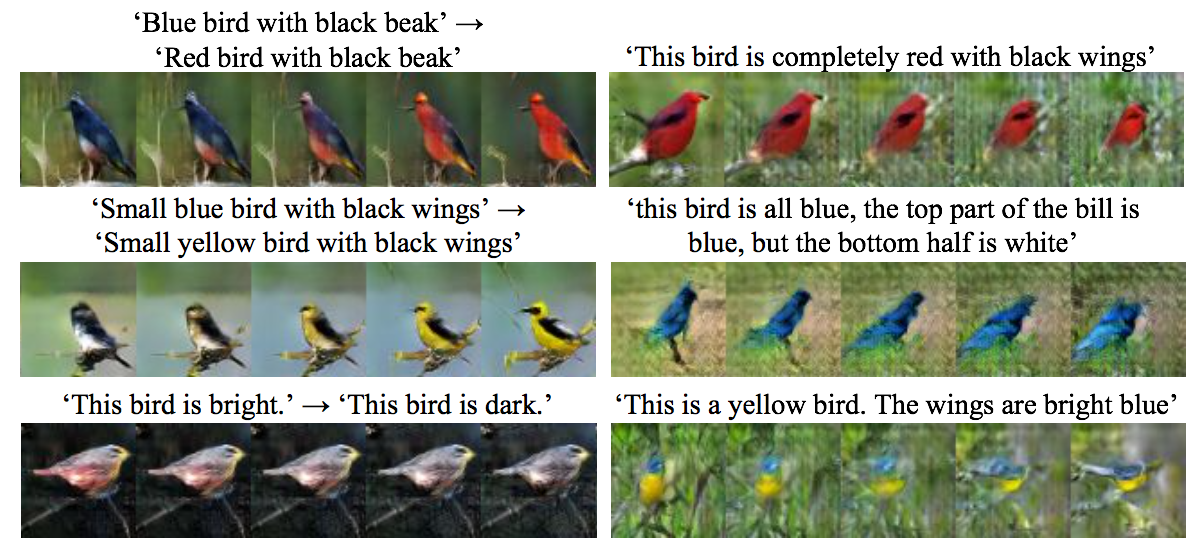 ‘Blue bird with black beak’ →
‘Red bird with black beak’
‘This bird is completely red with black wings’
‘Small blue bird with black wings’ →
‘Small yellow bird with black wings’
‘this bird is all blue, the top part of the bill is
blue, but the bottom half is white’
‘This bird is bright.’ → ‘This bird is dark.’
‘This is a yellow bird. The wings are bright blue’